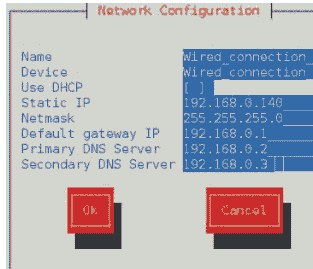 Network Configuration
Name Wired_connection_
Device Wired_connection_
Use DHCP [ ]
Static IP 192.168.0.140
Netmask 255.255.255.0
Default gateway IP 192.168.0.1
Primary DNS Server 192.168.0.2
Secondary DNS Server 192.168.0.3
Ok Cancel